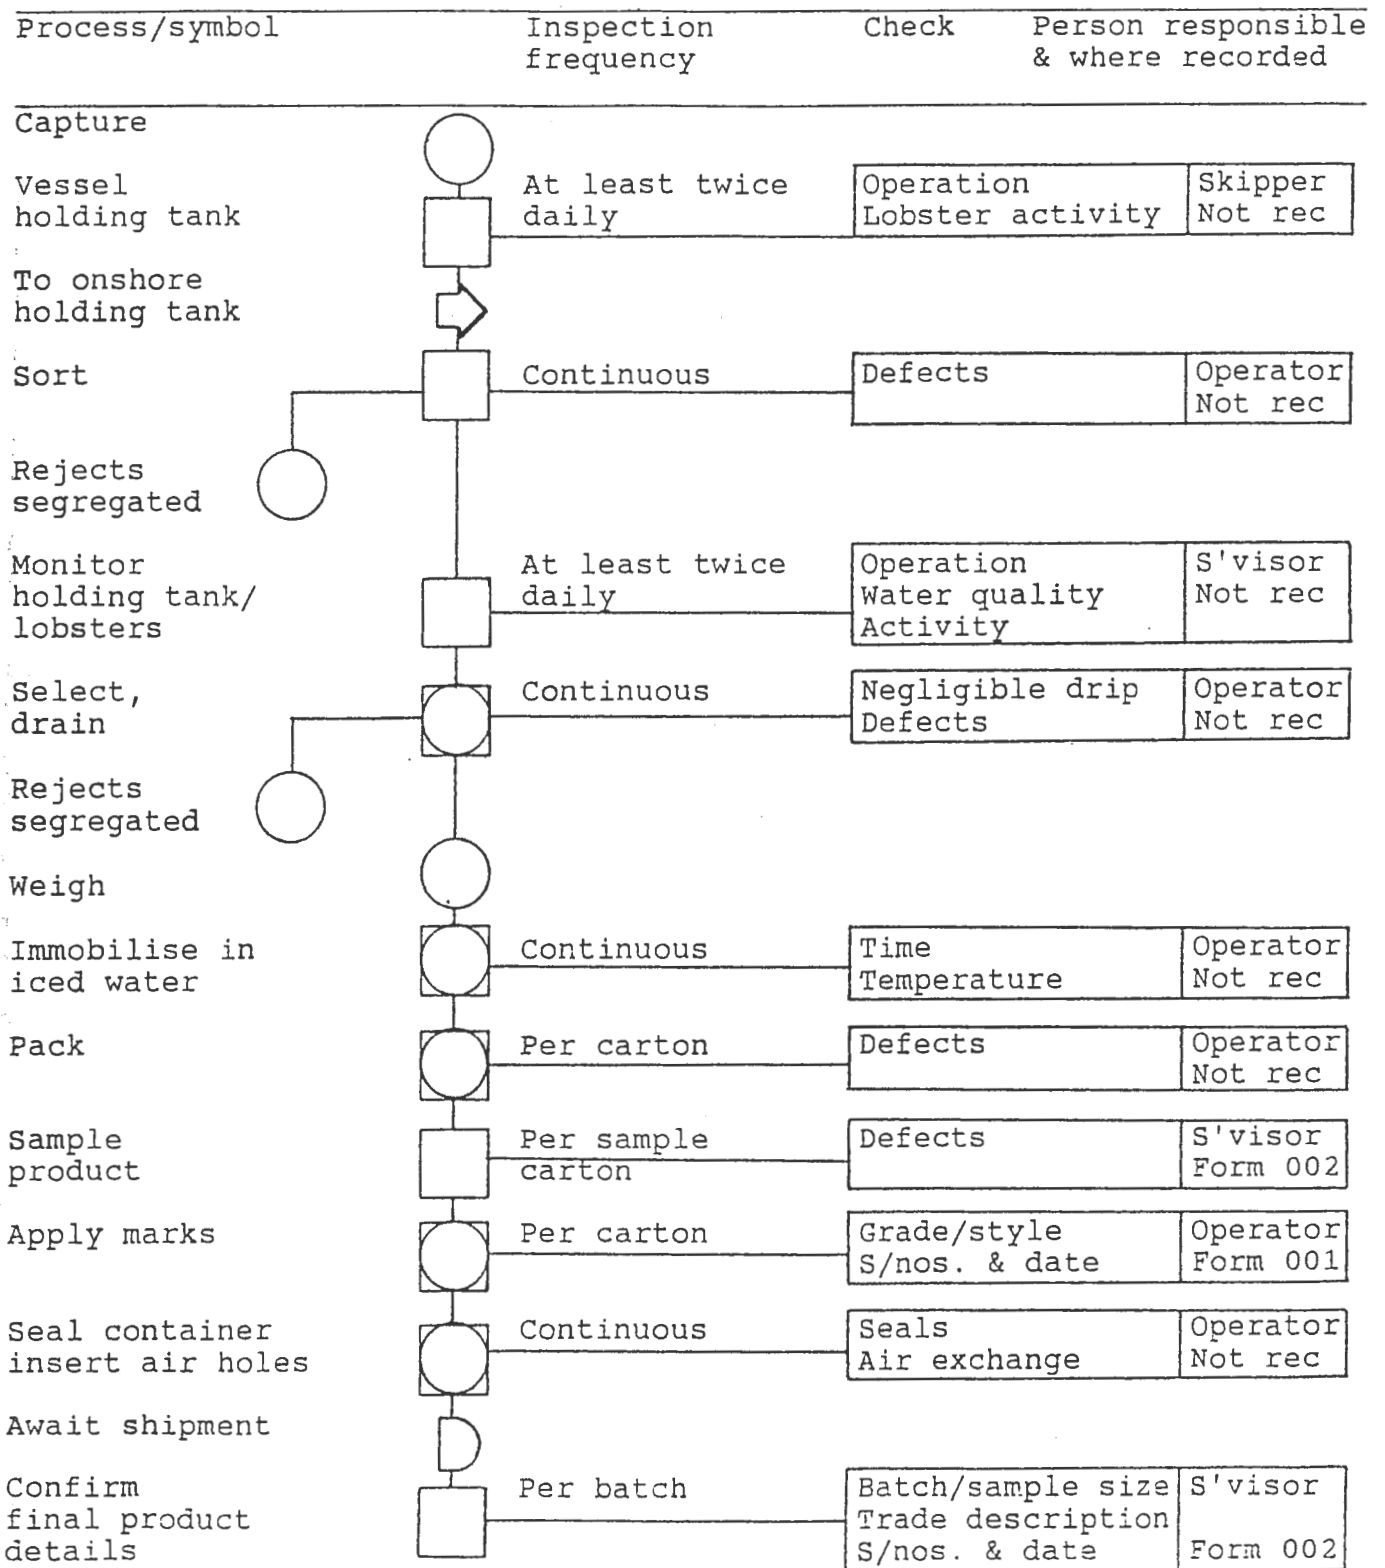 Process/symbol Inspection Check Person responsible
frequency & where recorded
Capture
Vessel At least twice Operation Skipper
holding tank daily Lobster activity Not rec
To onshore
holding tank
Sort Continuous Defects Operator
Not rec
Rejects
segregated
Monitor At least twice Operation S'visor
holding tank/ daily Water quality Not rec
lobsters Activity
Select, Continuous Negligible drip Operator
drain Defects Not rec
Rejects
segregated
Weigh
Immobilise in Continuous Time Operator
iced water Temperature Not rec
Pack Per carton Defects Operator
Not rec
Sample Per sample Defects S'visor
product carton Form 002
Apply marks Per carton Grade/style Operator
S/nos. & date Form 001
Seal container Continuous Seals Operator
insert air holes Air exchange Not rec
Await shipment
Confirm Per batch Batch/sample size S'visor
final product Trade description
details S/nos. & date Form 002